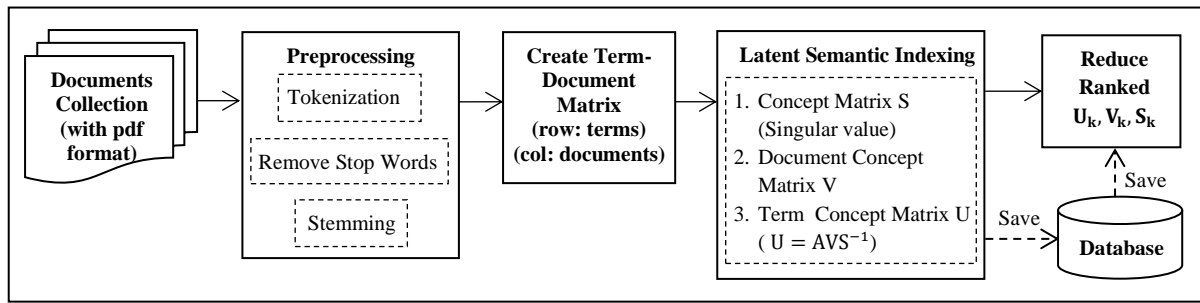 Documents
Collection
(with pdf
format)
Preprocessing
Tokenization
Remove Stop Words
Stemming
Create Term-
Document
Matrix
(row: terms)
(col: documents)
Latent Semantic Indexing
1. Concept Matrix S
(Singular value)
2. Document Concept
Matrix V
3. Term Concept Matrix U
( U = AVS⁻¹)
Reduce
Ranked
Uₖ, Vₖ, Sₖ
Save
Save
Database